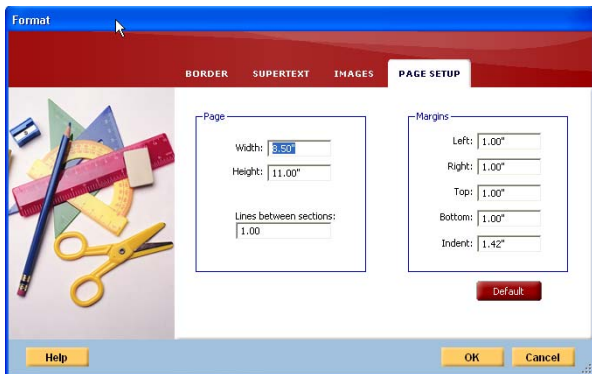 Format
BORDER SUPERTEXT IMAGES PAGE SETUP
Page
Width: 8.50"
Height: 11.00"
Lines between sections:
1.00
Margins
Left: 1.00"
Right: 1.00"
Top: 1.00"
Bottom: 1.00"
Indent: 1.42"
Default
Help
OK
Cancel